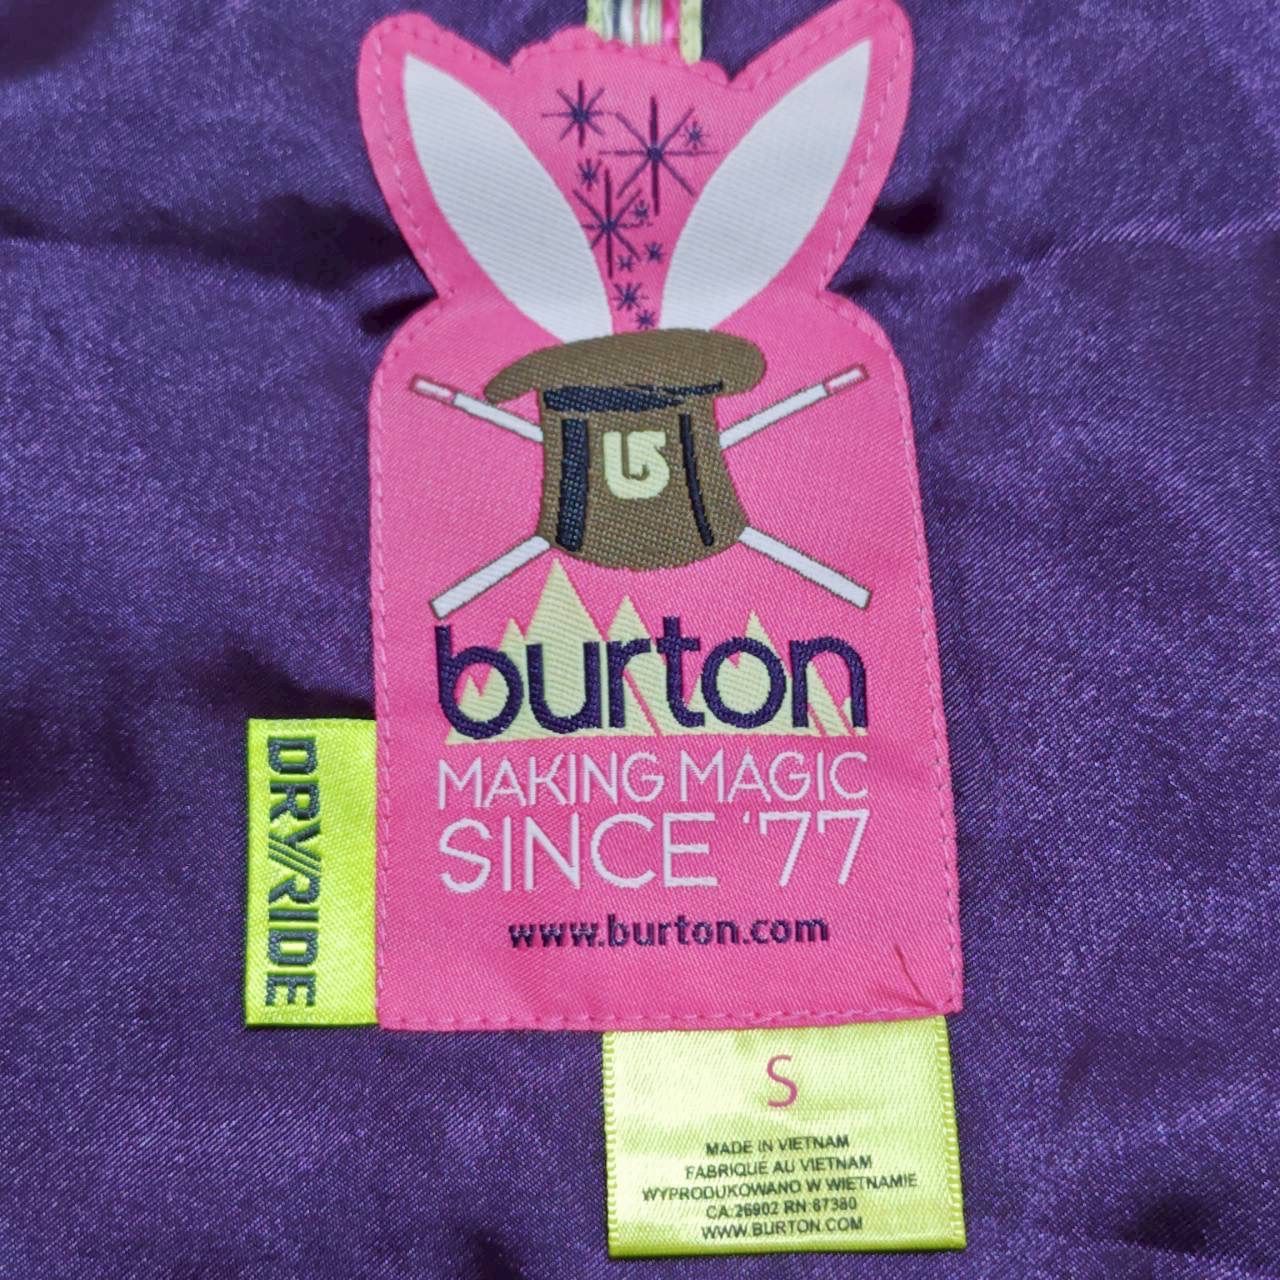 burton
MAKING MAGIC
SINCE '77
www.burton.com
DRY//RIDE
S
MADE IN VIETNAM
FABRIQUÉ AU VIETNAM
WYPRODUKOWANO W WIETNAMIE
CA:26902 RN:87380
WWW.BURTON.COM